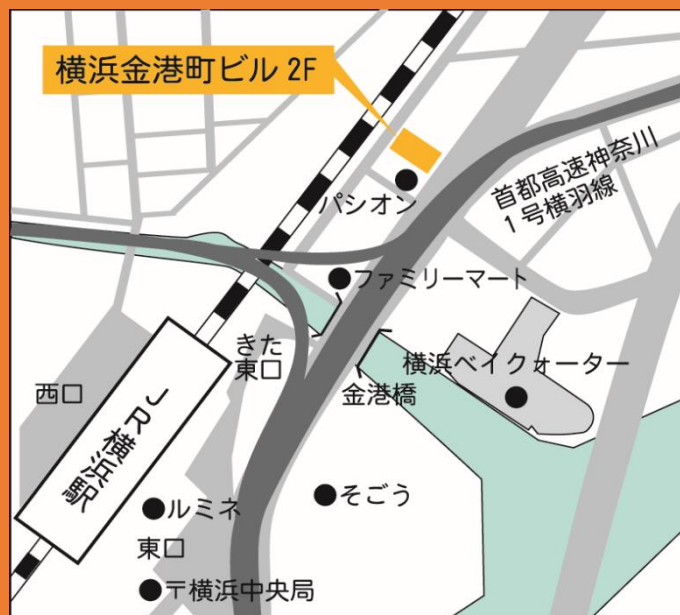 横浜金港町ビル 2F
パシオン
首都高速神奈川
1号横羽線
ファミリーマート
きた
東口
西口
横浜ベイクォーター
金港橋
JR横浜駅
そごう
ルミネ
東口
〒横浜中央局